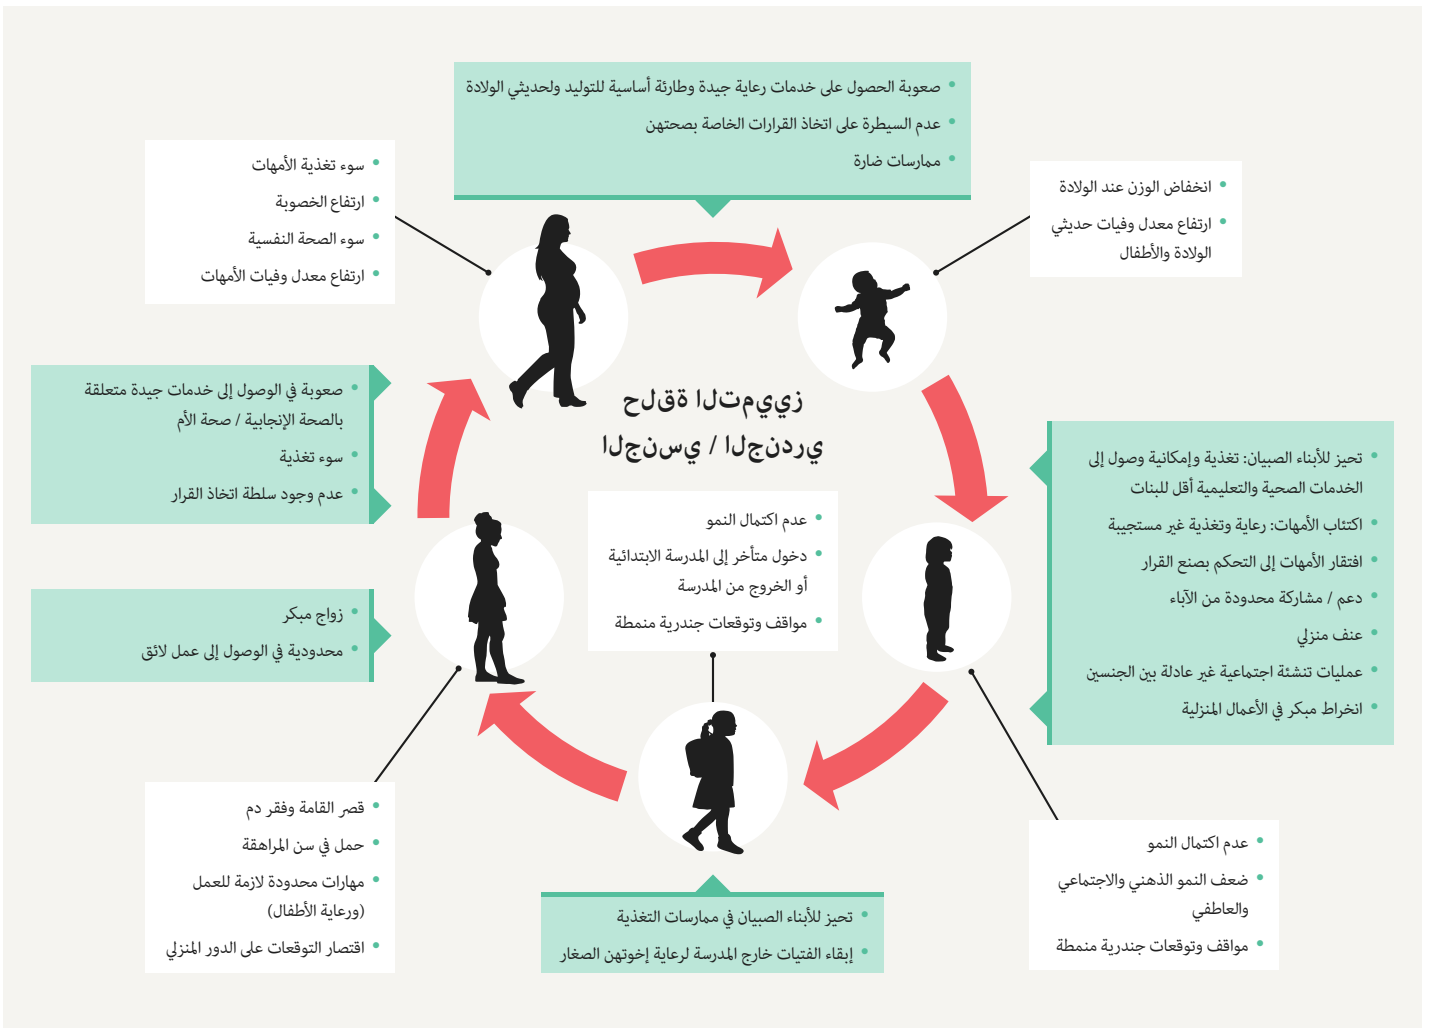 • صعوبة الحصول على خدمات رعاية جيدة وطارئة أساسية للتوليد ولحديثي الولادة
• عدم السيطرة على اتخاذ القرارات الخاصة بصحتهن
• ممارسات ضارة
• انخفاض الوزن عند الولادة
• ارتفاع معدل وفيات حديثي
الولادة والأطفال
• سوء تغذية الأمهات
• ارتفاع الخصوبة
• سوء الصحة النفسية
• ارتفاع معدل وفيات الأمهات
حلقة التمييز
الجنسي / الجندري
• تحيز للأبناء الصبيان: تغذية وإمكانية وصول إلى
الخدمات الصحية والتعليمية أقل للبنات
• اكتئاب الأمهات: رعاية وتغذية غير مستجيبة
• افتقار الأمهات إلى التحكم بصنع القرار
• دعم / مشاركة محدودة من الآباء
• عنف منزلي
• عمليات تنشئة اجتماعية غير عادلة بين الجنسين
• انخراط مبكر في الأعمال المنزلية
• عدم اكتمال النمو
• دخول متأخر إلى المدرسة الابتدائية
أو الخروج من المدرسة
• مواقف وتوقعات جندرية منمطة
• صعوبة في الوصول إلى خدمات جيدة متعلقة
بالصحة الإنجابية / صحة الأم
• سوء تغذية
• عدم وجود سلطة اتخاذ القرار
• زواج مبكر
• محدودية في الوصول إلى عمل لائق
• عدم اكتمال النمو
• ضعف النمو الذهني والاجتماعي
والعاطفي
• مواقف وتوقعات جندرية منمطة
• تحيز للأبناء الصبيان في ممارسات التغذية
• إبقاء الفتيات خارج المدرسة لرعاية إخوتهن الصغار
• قصر القامة وفقر دم
• حمل في سن المراهقة
• مهارات محدودة لازمة للعمل
(ورعاية الأطفال)
• اقتصار التوقعات على الدور المنزلي